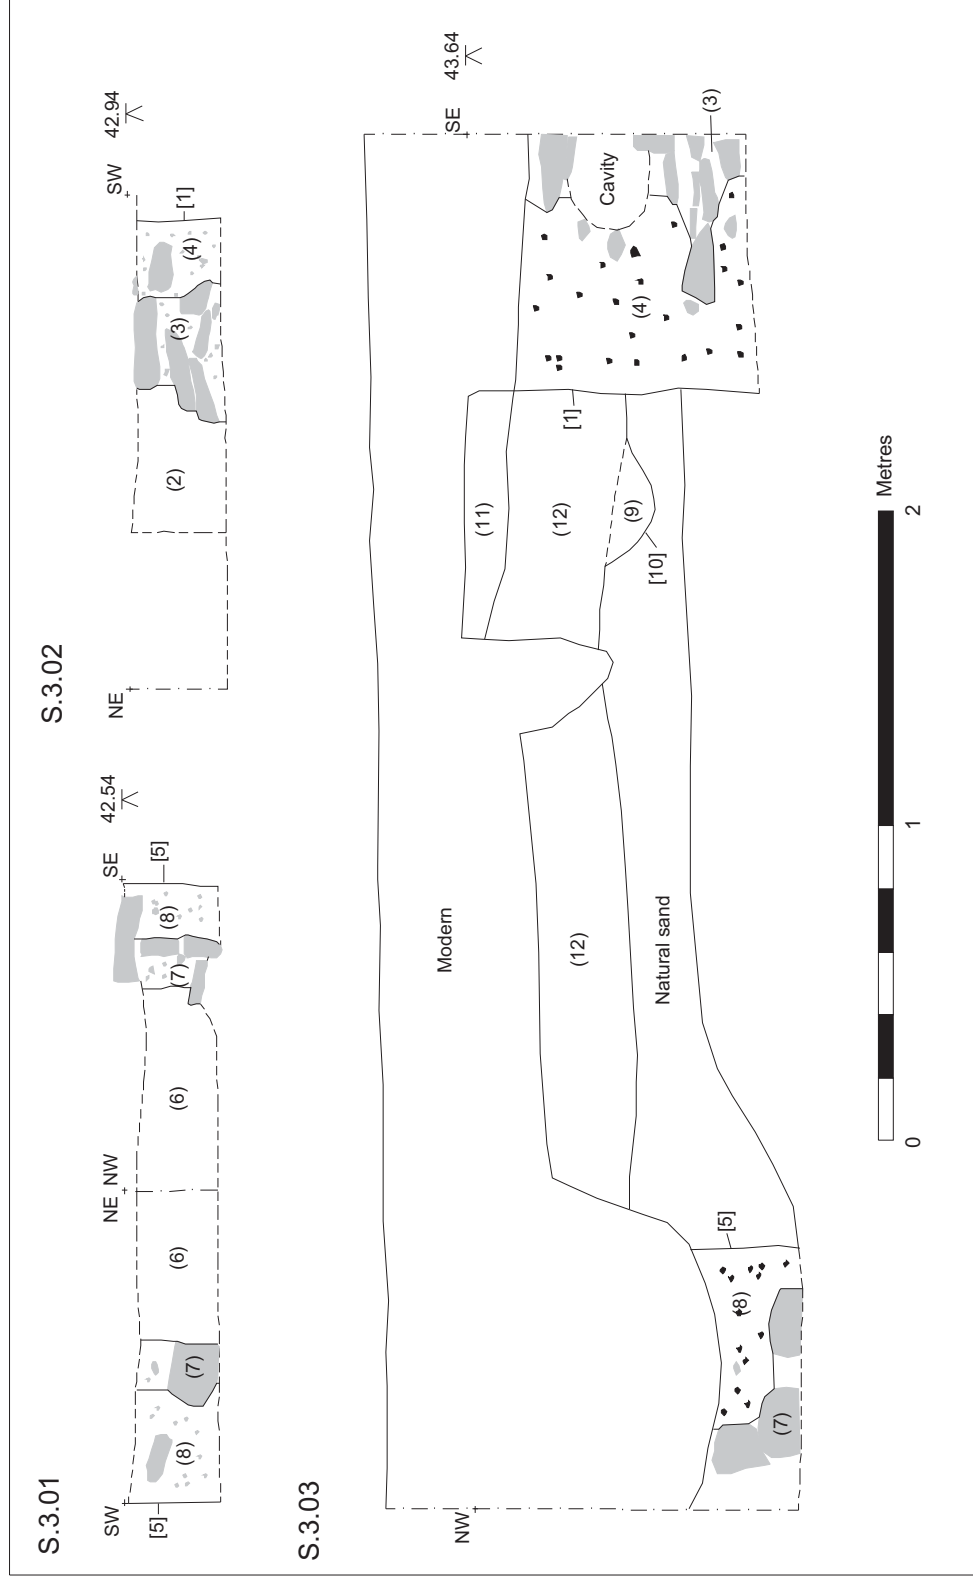 S.3.01
SW
NE NW
SE
42.54
[5]
(8)
(7)
(6)
(6)
(7)
(8)
[5]
S.3.02
NE
SW
42.94
(2)
(3)
(4)
[1]
S.3.03
NW
SE
43.64
Modern
(11)
(12)
(12)
(9)
[10]
[1]
(4)
Cavity
(3)
Natural sand
[5]
(8)
(7)
0 1 2
Metres